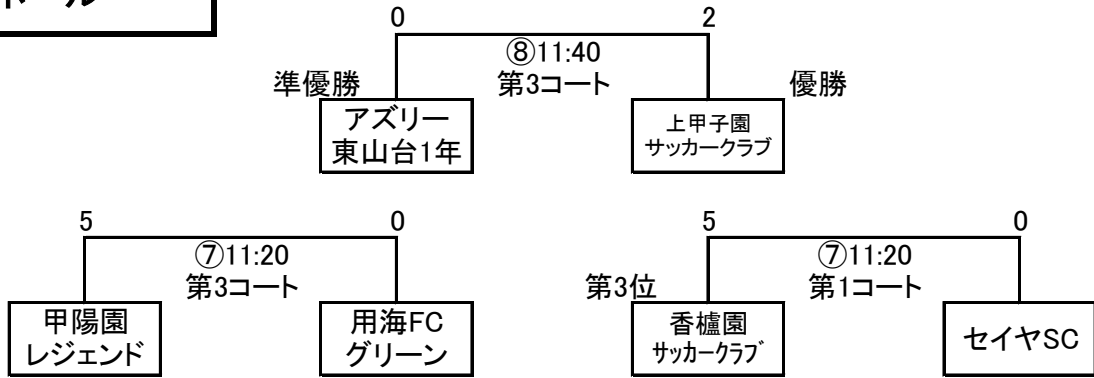 0 2
⑧11:40
第3コート
準優勝 優勝
アズリー
東山台1年
上甲子園
サッカークラブ
5 0
⑦11:20
第3コート
甲陽園
レジェンド
用海FC
グリーン
5 0
⑦11:20
第1コート
第3位
香櫨園
サッカークラブ
セイヤSC